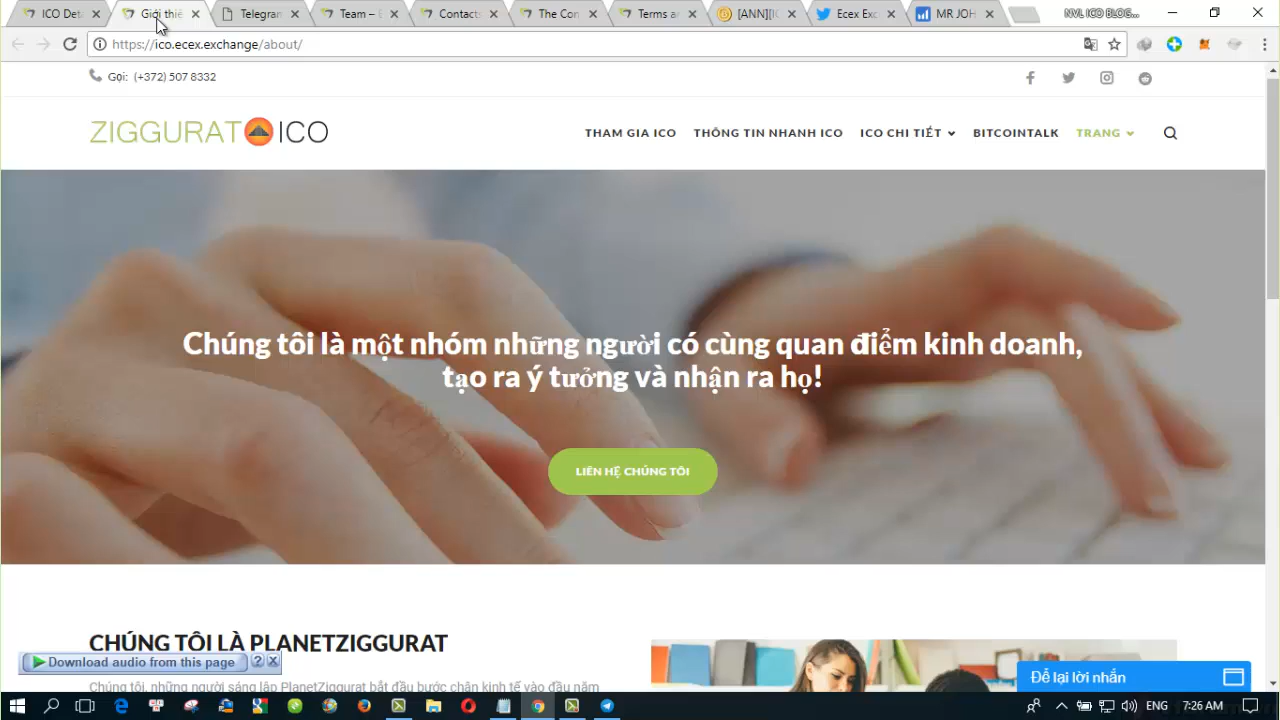 ICO Det
Giới thiệ
Telegran
Team – E
Contact
The Con
Terms a
[ANN][I
Ecex Exc
MR JOH
NVL ICO BLOG...
https://ico.ecex.exchange/about/
Gọi: (+372) 507 8332
ZIGGURAT ICO
THAM GIA ICO
THÔNG TIN NHANH ICO
ICO CHI TIẾT
BITCOINTALK
TRANG
Chúng tôi là một nhóm những người có cùng quan điểm kinh doanh,
tạo ra ý tưởng và nhận ra họ!
LIÊN HỆ CHÚNG TÔI
CHÚNG TÔI LÀ PLANETZIGGURAT
Download audio from this page
Chúng tôi, những người sáng lập PlanetZiggurat bắt đầu bước chân kinh tế vào đầu năm
Để lại lời nhắn
ENG
7:26 AM